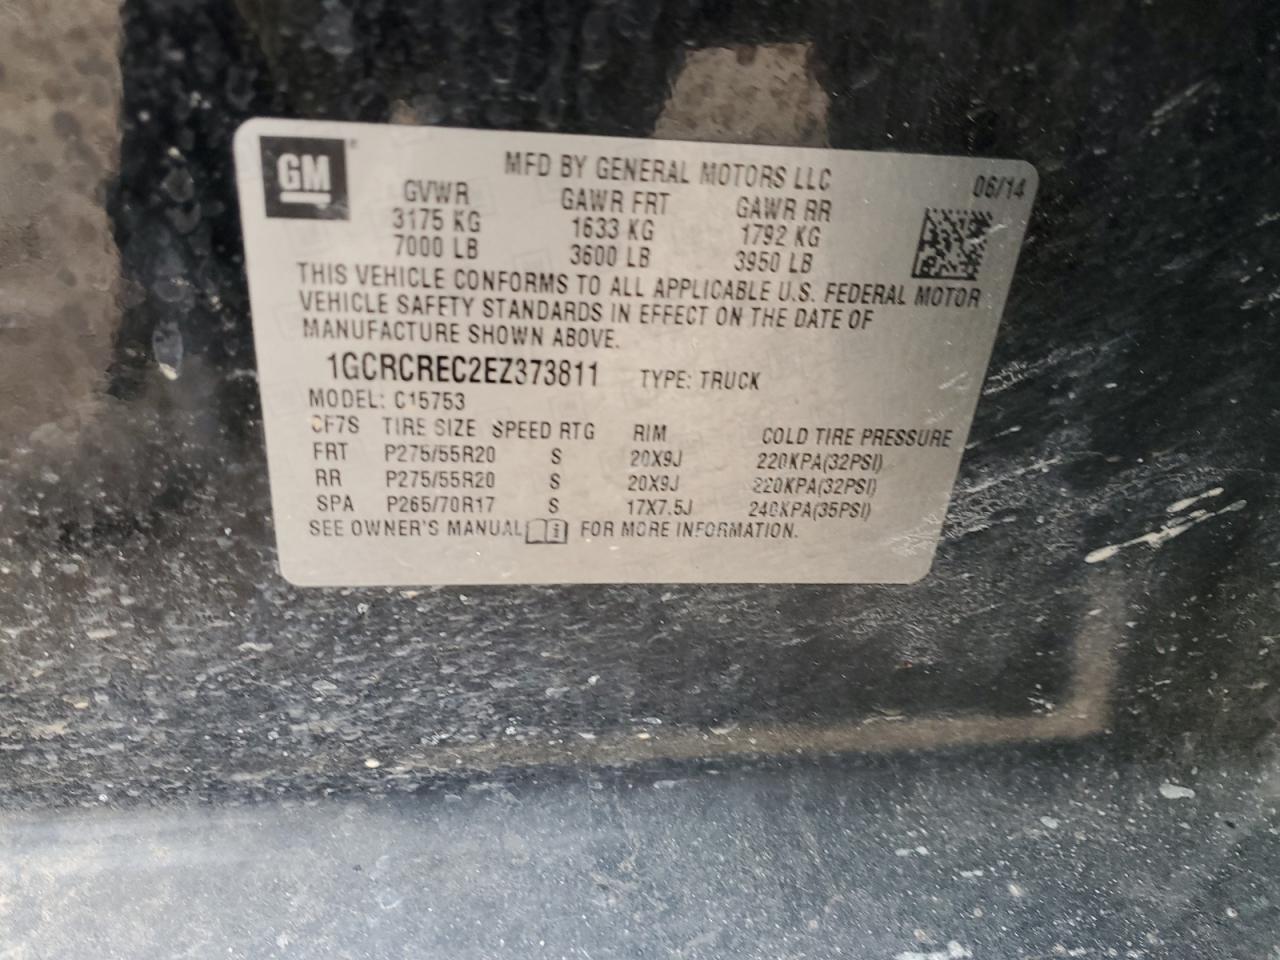 GM®
MFD BY GENERAL MOTORS LLC 06/14
GVWR GAWR FRT GAWR RR
3175 KG 1633 KG 1792 KG
7000 LB 3600 LB 3950 LB
THIS VEHICLE CONFORMS TO ALL APPLICABLE U.S. FEDERAL MOTOR
VEHICLE SAFETY STANDARDS IN EFFECT ON THE DATE OF
MANUFACTURE SHOWN ABOVE.
1GCRCREC2EZ373811 TYPE: TRUCK
MODEL: C15753
CF7S TIRE SIZE SPEED RTG RIM COLD TIRE PRESSURE
FRT P275/55R20 S 20X9J 220KPA(32PSI)
RR P275/55R20 S 20X9J 220KPA(32PSI)
SPA P265/70R17 S 17X7.5J 240KPA(35PSI)
SEE OWNER'S MANUAL i FOR MORE INFORMATION.